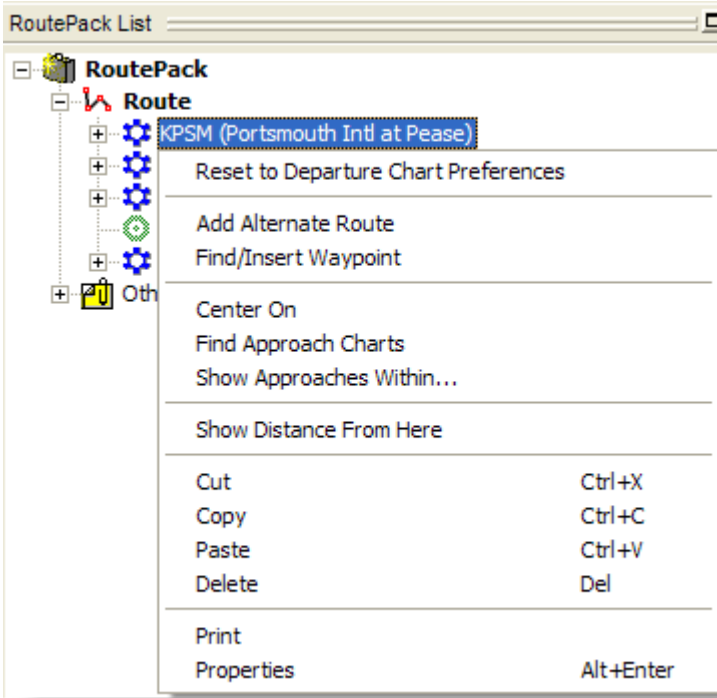 RoutePack List
RoutePack
Route
KPSM (Portsmouth Intl at Pease)
Reset to Departure Chart Preferences
Add Alternate Route
Find/Insert Waypoint
Oth
Center On
Find Approach Charts
Show Approaches Within...
Show Distance From Here
Cut Ctrl+X
Copy Ctrl+C
Paste Ctrl+V
Delete Del
Print
Properties Alt+Enter